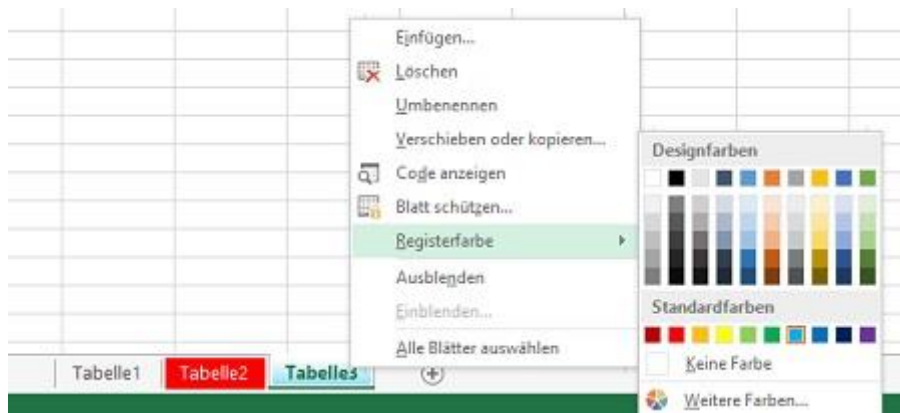 Einfügen...
Löschen
Umbenennen
Verschieben oder kopieren...
Code anzeigen
Blatt schützen...
Registerfarbe
Ausblenden
Einblenden...
Alle Blätter auswählen
Designfarben
Standardfarben
Keine Farbe
Weitere Farben...
Tabelle1 Tabelle2 Tabelle3